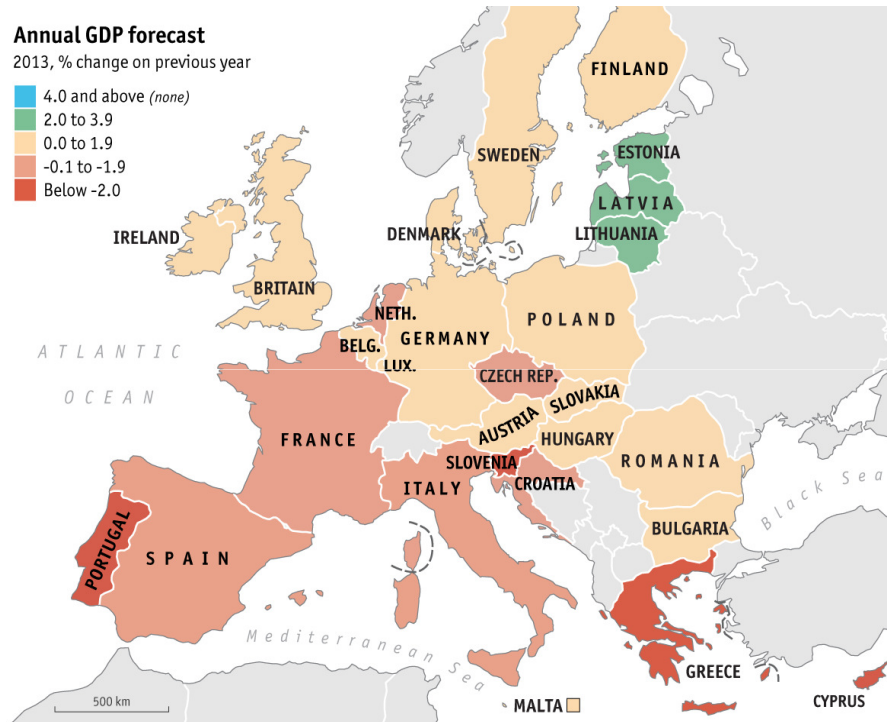 Annual GDP forecast
2013, % change on previous year
4.0 and above (none)
2.0 to 3.9
0.0 to 1.9
-0.1 to -1.9
Below -2.0
FINLAND
SWEDEN
ESTONIA
LATVIA
LITHUANIA
IRELAND
DENMARK
BRITAIN
NETH.
GERMANY
POLAND
BELG.
LUX.
ATLANTIC
OCEAN
CZECH REP.
SLOVAKIA
AUSTRIA
HUNGARY
FRANCE
SLOVENIA
ROMANIA
ITALY
CROATIA
Black Sea
BULGARIA
PORTUGAL
SPAIN
Mediterranean Sea
GREECE
CYPRUS
MALTA
500 km